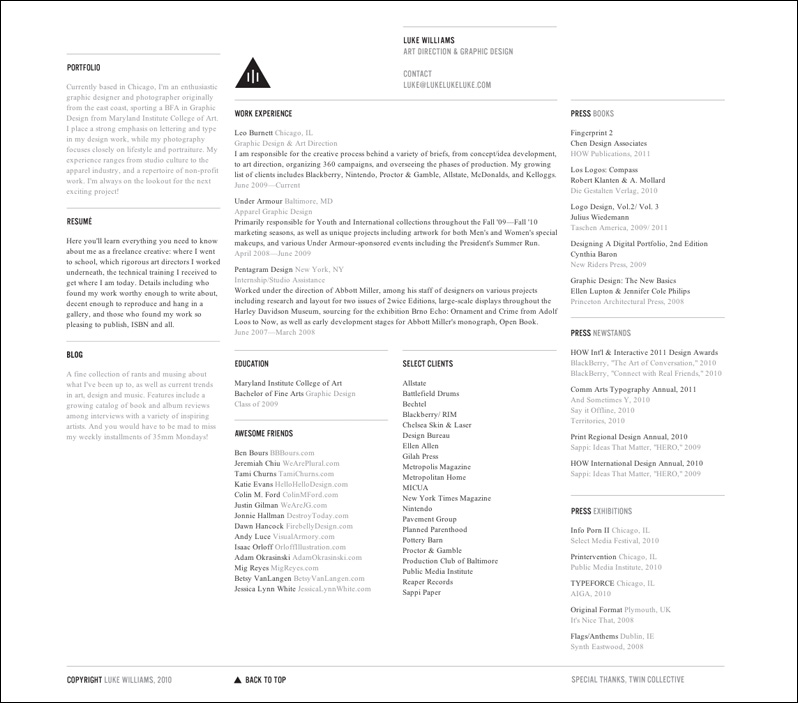 LUKE WILLIAMS
ART DIRECTION & GRAPHIC DESIGN
CONTACT
LUKE@LUKELUKELUKE.COM
PORTFOLIO
Currently based in Chicago, I'm an enthusiastic
graphic designer and photographer originally
from the east coast, sporting a BFA in Graphic
Design from Maryland Institute College of Art.
I place a strong emphasis on lettering and type
in my design work, while my photography
focuses closely on lifestyle and portraiture. My
experience ranges from studio culture to the
apparel industry, and a repertoire of non-profit
work. I'm always on the lookout for the next
exciting project!
RESUMÉ
Here you'll learn everything you need to know
about me as a freelance creative: where I went
to school, which rigorous art directors I worked
underneath, the technical training I received to
get where I am today. Details including who
found my work worthy enough to write about,
decent enough to reproduce and hang in a
gallery, and those who found my work so
pleasing to publish, ISBN and all.
BLOG
A fine collection of rants and musing about
what I've been up to, as well as current trends
in art, design and music. Features include a
growing catalog of book and album reviews
among interviews with a variety of inspiring
artists. And you would have to be mad to miss
my weekly installments of 35mm Mondays!
WORK EXPERIENCE
Leo Burnett Chicago, IL
Graphic Design & Art Direction
I am responsible for the creative process behind a variety of briefs, from concept/idea development,
to art direction, organizing 360 campaigns, and overseeing the phases of production. My growing
list of clients includes Blackberry, Nintendo, Proctor & Gamble, Allstate, McDonalds, and Kelloggs.
June 2009—Current
Under Armour Baltimore, MD
Apparel Graphic Design
Primarily responsible for Youth and International collections throughout the Fall '09—Fall '10
marketing seasons, as well as unique projects including artwork for both Men's and Women's special
makeups, and various Under Armour-sponsored events including the President's Summer Run.
April 2008—June 2009
Pentagram Design New York, NY
Internship/Studio Assistance
Worked under the direction of Abbott Miller, among his staff of designers on various projects
including research and layout for two issues of 2wice Editions, large-scale displays throughout the
Harley Davidson Museum, sourcing for the exhibition Brno Echo: Ornament and Crime from Adolf
Loos to Now, as well as early development stages for Abbott Miller's monograph, Open Book.
June 2007—March 2008
EDUCATION
Maryland Institute College of Art
Bachelor of Fine Arts Graphic Design
Class of 2009
AWESOME FRIENDS
Ben Bours BBBours.com
Jeremiah Chiu WeArePlural.com
Tami Churns TamiChurns.com
Katie Evans HelloHelloDesign.com
Colin M. Ford ColinMFord.com
Justin Gilman WeAreJG.com
Jonnie Hallman DestroyToday.com
Dawn Hancock FirebellyDesign.com
Andy Luce VisualArmory.com
Isaac Orloff OrloffIllustration.com
Adam Okrasinski AdamOkrasinski.com
Mig Reyes MigReyes.com
Betsy VanLangen BetsyVanLangen.com
Jessica Lynn White JessicaLynnWhite.com
SELECT CLIENTS
Allstate
Battlefield Drums
Bechtel
Blackberry/ RIM
Chelsea Skin & Laser
Design Bureau
Ellen Allen
Gilah Press
Metropolis Magazine
Metropolitan Home
MICUA
New York Times Magazine
Nintendo
Pavement Group
Planned Parenthood
Pottery Barn
Proctor & Gamble
Production Club of Baltimore
Public Media Institute
Reaper Records
Sappi Paper
PRESS BOOKS
Fingerprint 2
Chen Design Associates
HOW Publications, 2011
Los Logos: Compass
Robert Klanten & A. Mollard
Die Gestalten Verlag, 2010
Logo Design, Vol.2/ Vol. 3
Julius Wiedemann
Taschen America, 2009/ 2011
Designing A Digital Portfolio, 2nd Edition
Cynthia Baron
New Riders Press, 2009
Graphic Design: The New Basics
Ellen Lupton & Jennifer Cole Philips
Princeton Architectural Press, 2008
PRESS NEWSTANDS
HOW Int'l & Interactive 2011 Design Awards
BlackBerry, "The Art of Conversation," 2010
BlackBerry, "Connect with Real Friends," 2010
Comm Arts Typography Annual, 2011
And Sometimes Y, 2010
Say it Offline, 2010
Territories, 2010
Print Regional Design Annual, 2010
Sappi: Ideas That Matter, "HERO," 2009
HOW International Design Annual, 2010
Sappi: Ideas That Matter, "HERO," 2009
PRESS EXHIBITIONS
Info Porn II Chicago, IL
Select Media Festival, 2010
Printervention Chicago, IL
Public Media Institute, 2010
TYPEFORCE Chicago, IL
AIGA, 2010
Original Format Plymouth, UK
It's Nice That, 2008
Flags/Anthems Dublin, IE
Synth Eastwood, 2008
COPYRIGHT LUKE WILLIAMS, 2010
BACK TO TOP
SPECIAL THANKS, TWIN COLLECTIVE